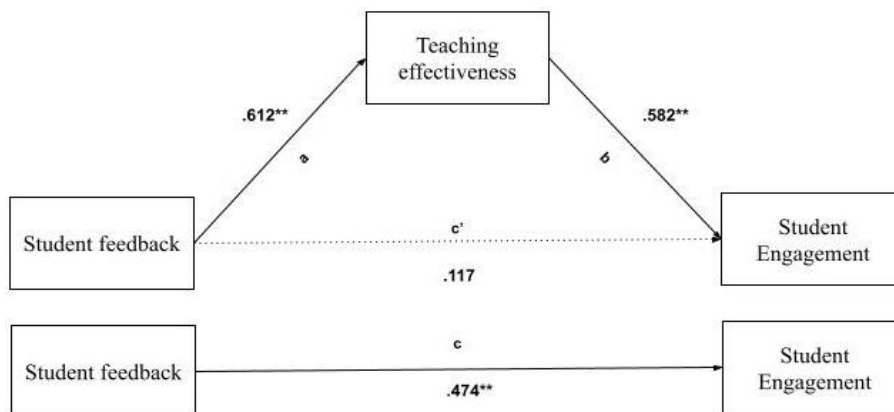 Teaching
effectiveness
.612**
.582**
a
b
Student feedback
c'
Student
Engagement
.117
Student feedback
c
Student
Engagement
.474**